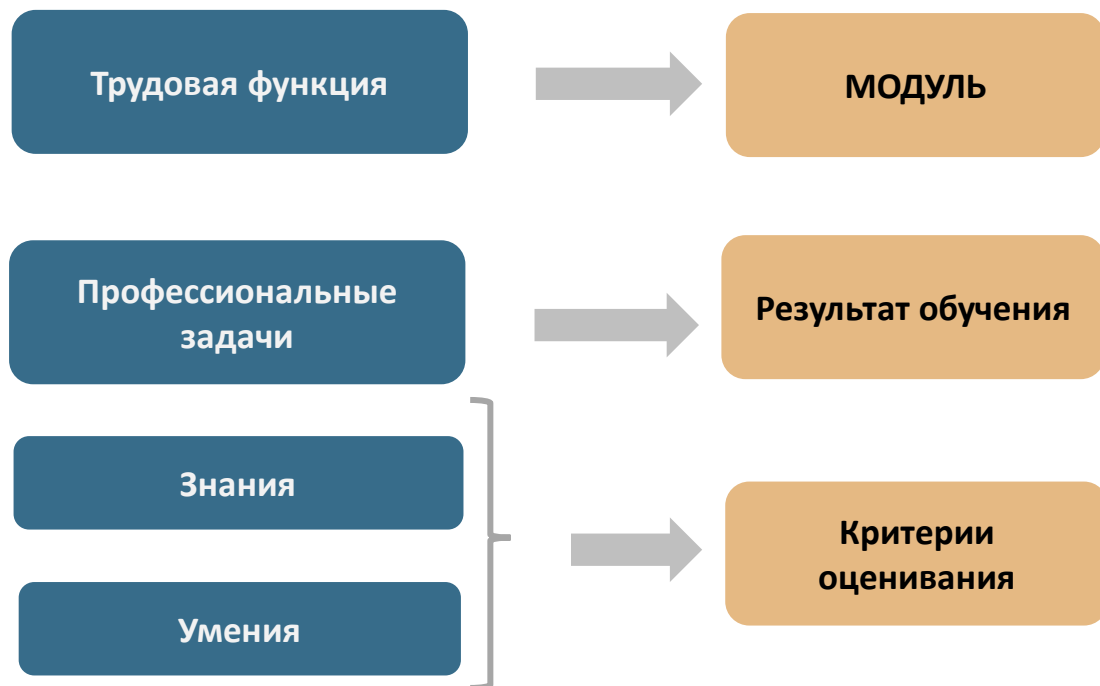 Трудовая функция
МОДУЛЬ
Профессиональные
задачи
Результат обучения
Знания
Умения
Критерии
оценивания